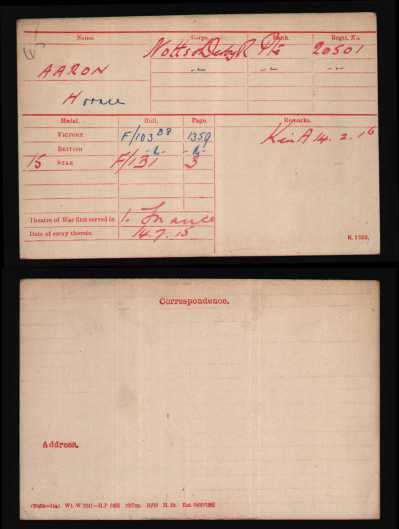 Name. Corps. Rank. Regtl. No.
AARON Notts & Derby R Pte 20501
Horace
Medal. Roll. Page. Remarks.
Victory F/103 B8 1359 K in A 14.2.16
British -"- -"-
15 Star F/131 3
Theatre of War first served in 1. France
Date of entry therein 14.7.15
K. 1380.
Correspondence.
Address.